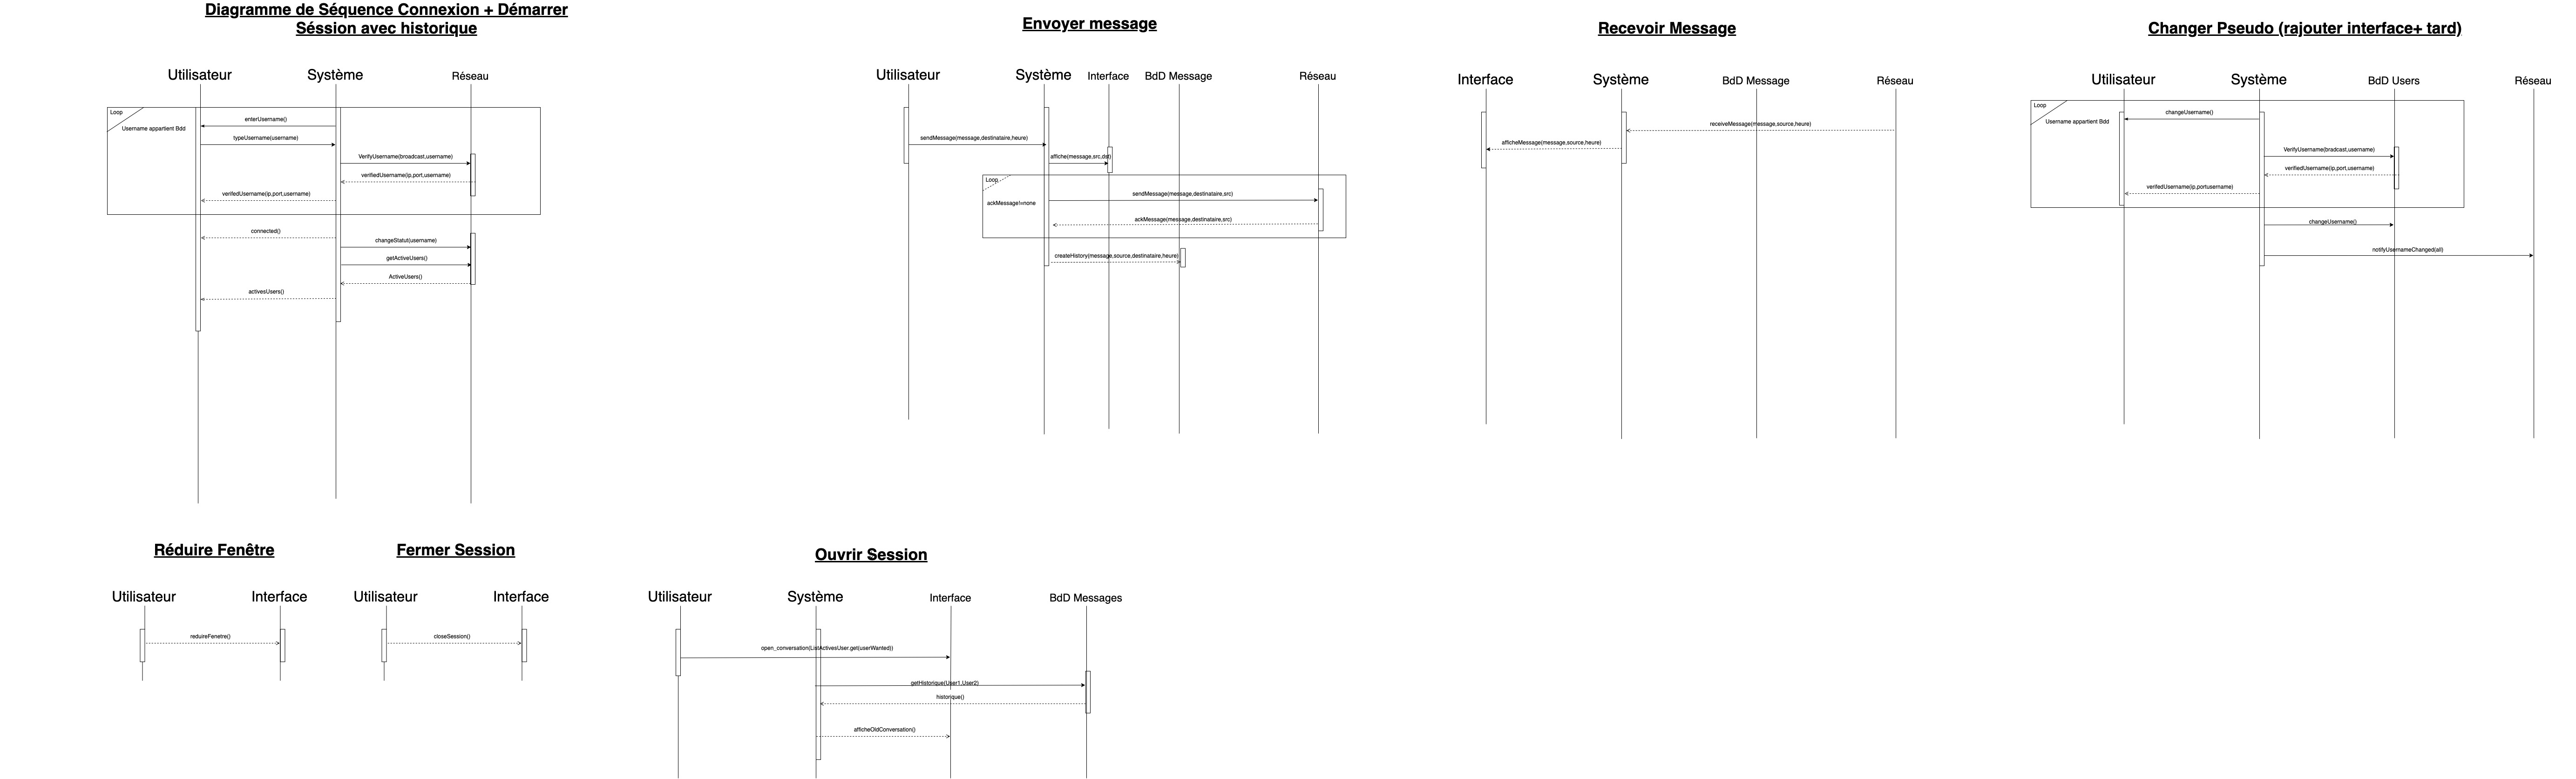 Diagramme de Séquence Connexion + Démarrer
Séssion avec historique
Utilisateur
Système
Réseau
Loop
Username appartient Bdd
enterUsername()
typeUsername(username)
VerifyUsername(broadcast,username)
verifiedUsername(ip,port,username)
verifedUsername(ip,port,username)
connected()
changeStatut(username)
getActiveUsers()
ActiveUsers()
activesUsers()
Envoyer message
Utilisateur
Système
Interface
BdD Message
Réseau
sendMessage(message,destinataire,heure)
affiche(message,src,dst)
Loop
ackMessage!=none
sendMessage(message,destinataire,src)
ackMessage(message,destinataire,src)
createHistory(message,source,destinataire,heure)
Recevoir Message
Interface
Système
BdD Message
Réseau
receiveMessage(message,source,heure)
afficheMessage(message,source,heure)
Changer Pseudo (rajouter interface+ tard)
Utilisateur
Système
BdD Users
Réseau
Loop
Username appartient Bdd
changeUsername()
VerifyUsername(bradcast,username)
verifiedUsername(ip,port,username)
verifedUsername(ip,portusername)
changeUsername()
notifyUsernameChanged(all)
Réduire Fenêtre
Utilisateur
Interface
reduireFenetre()
Fermer Session
Utilisateur
Interface
closeSession()
Ouvrir Session
Utilisateur
Système
Interface
BdD Messages
open_conversation(ListActivesUser.get(userWanted))
getHistorique(User1,User2)
historique()
afficheOldConversation()